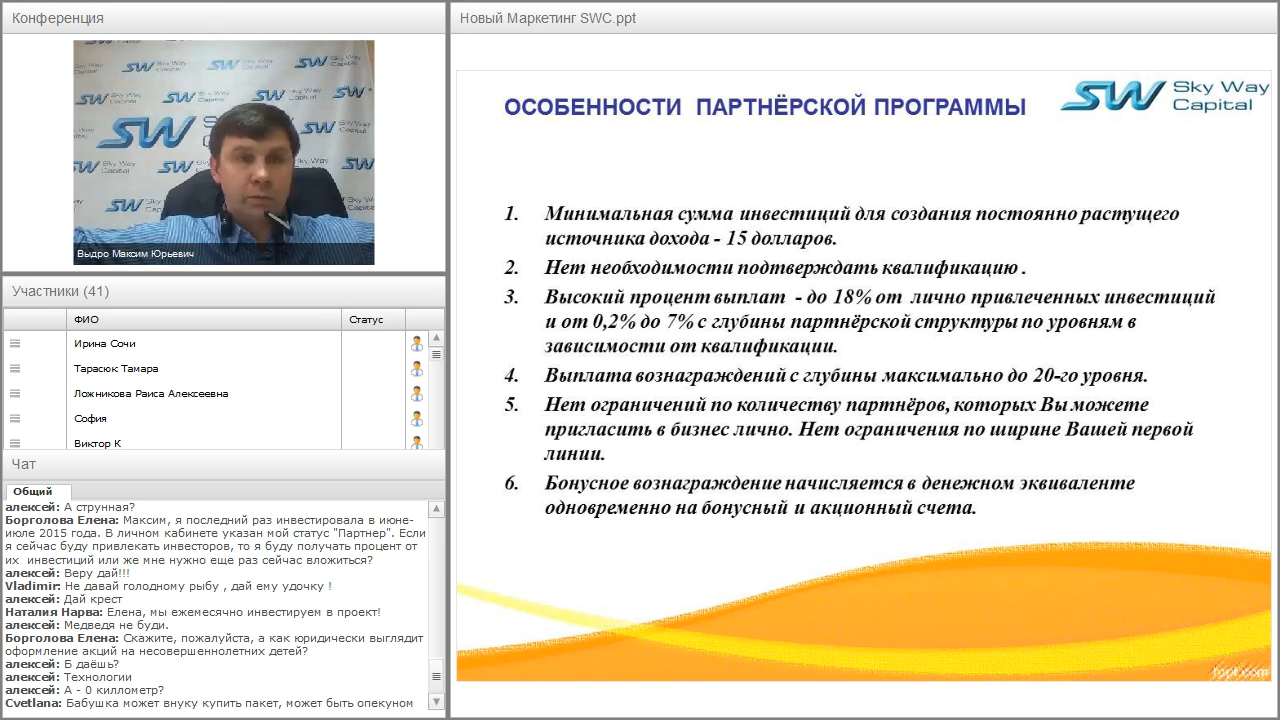 Конференция
Выдро Максим Юрьевич
Участники (41)
ФИО
Статус
Ирина Сочи
Тарасюк Тамара
Ложникова Раиса Алексеевна
София
Виктор К
Чат
Общий
алексей: А струнная?
Борголова Елена: Максим, я последний раз инвестировала в июне-
июле 2015 года. В личном кабинете указан мой статус "Партнер". Если
я сейчас буду привлекать инвесторов, то я буду получать процент от
их инвестиций или же мне нужно еще раз сейчас вложиться?
алексей: Веру дай!!!
Vladimir: Не давай голодному рыбу , дай ему удочку !
алексей: Дай крест
Наталия Нарва: Елена, мы ежемесячно инвестируем в проект!
алексей: Медведя не буди.
Борголова Елена: Скажите, пожалуйста, а как юридически выглядит
оформление акций на несовершеннолетних детей?
алексей: Б даёшь?
алексей: Технологии
алексей: А - 0 киллометр?
Cvetlana: Бабушка может внуку купить пакет, может быть опекуном
Новый Маркетинг SWC.ppt
ОСОБЕННОСТИ ПАРТНЁРСКОЙ ПРОГРАММЫ
SW Sky Way
Capital
1. Минимальная сумма инвестиций для создания постоянно растущего
источника дохода - 15 долларов.
2. Нет необходимости подтверждать квалификацию .
3. Высокий процент выплат - до 18% от лично привлеченных инвестиций
и от 0,2% до 7% с глубины партнёрской структуры по уровням в
зависимости от квалификации.
4. Выплата вознаграждений с глубины максимально до 20-го уровня.
5. Нет ограничений по количеству партнёров, которых Вы можете
пригласить в бизнес лично. Нет ограничения по ширине Вашей первой
линии.
6. Бонусное вознаграждение начисляется в денежном эквиваленте
одновременно на бонусный и акционный счета.